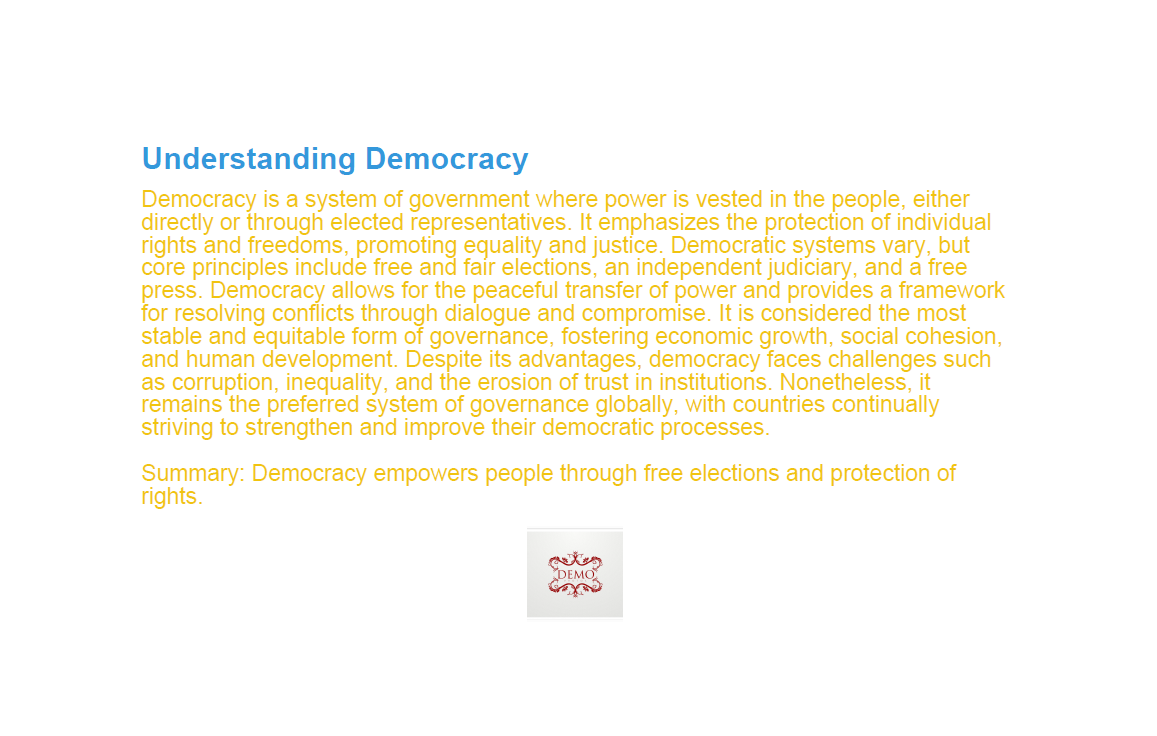 Understanding Democracy
Democracy is a system of government where power is vested in the people, either
directly or through elected representatives. It emphasizes the protection of individual
rights and freedoms, promoting equality and justice. Democratic systems vary, but
core principles include free and fair elections, an independent judiciary, and a free
press. Democracy allows for the peaceful transfer of power and provides a framework
for resolving conflicts through dialogue and compromise. It is considered the most
stable and equitable form of governance, fostering economic growth, social cohesion,
and human development. Despite its advantages, democracy faces challenges such
as corruption, inequality, and the erosion of trust in institutions. Nonetheless, it
remains the preferred system of governance globally, with countries continually
striving to strengthen and improve their democratic processes.
Summary: Democracy empowers people through free elections and protection of
rights.
DEMO